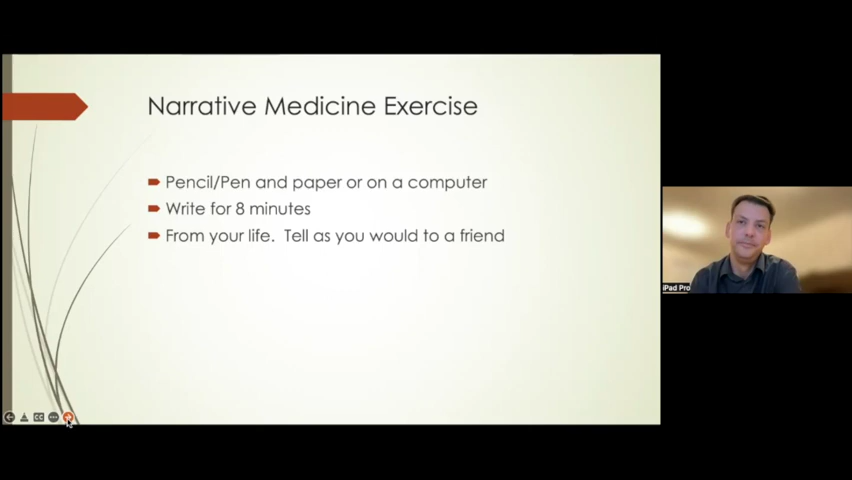 Narrative Medicine Exercise
Pencil/Pen and paper or on a computer
Write for 8 minutes
From your life. Tell as you would to a friend
iPad Pro
CC